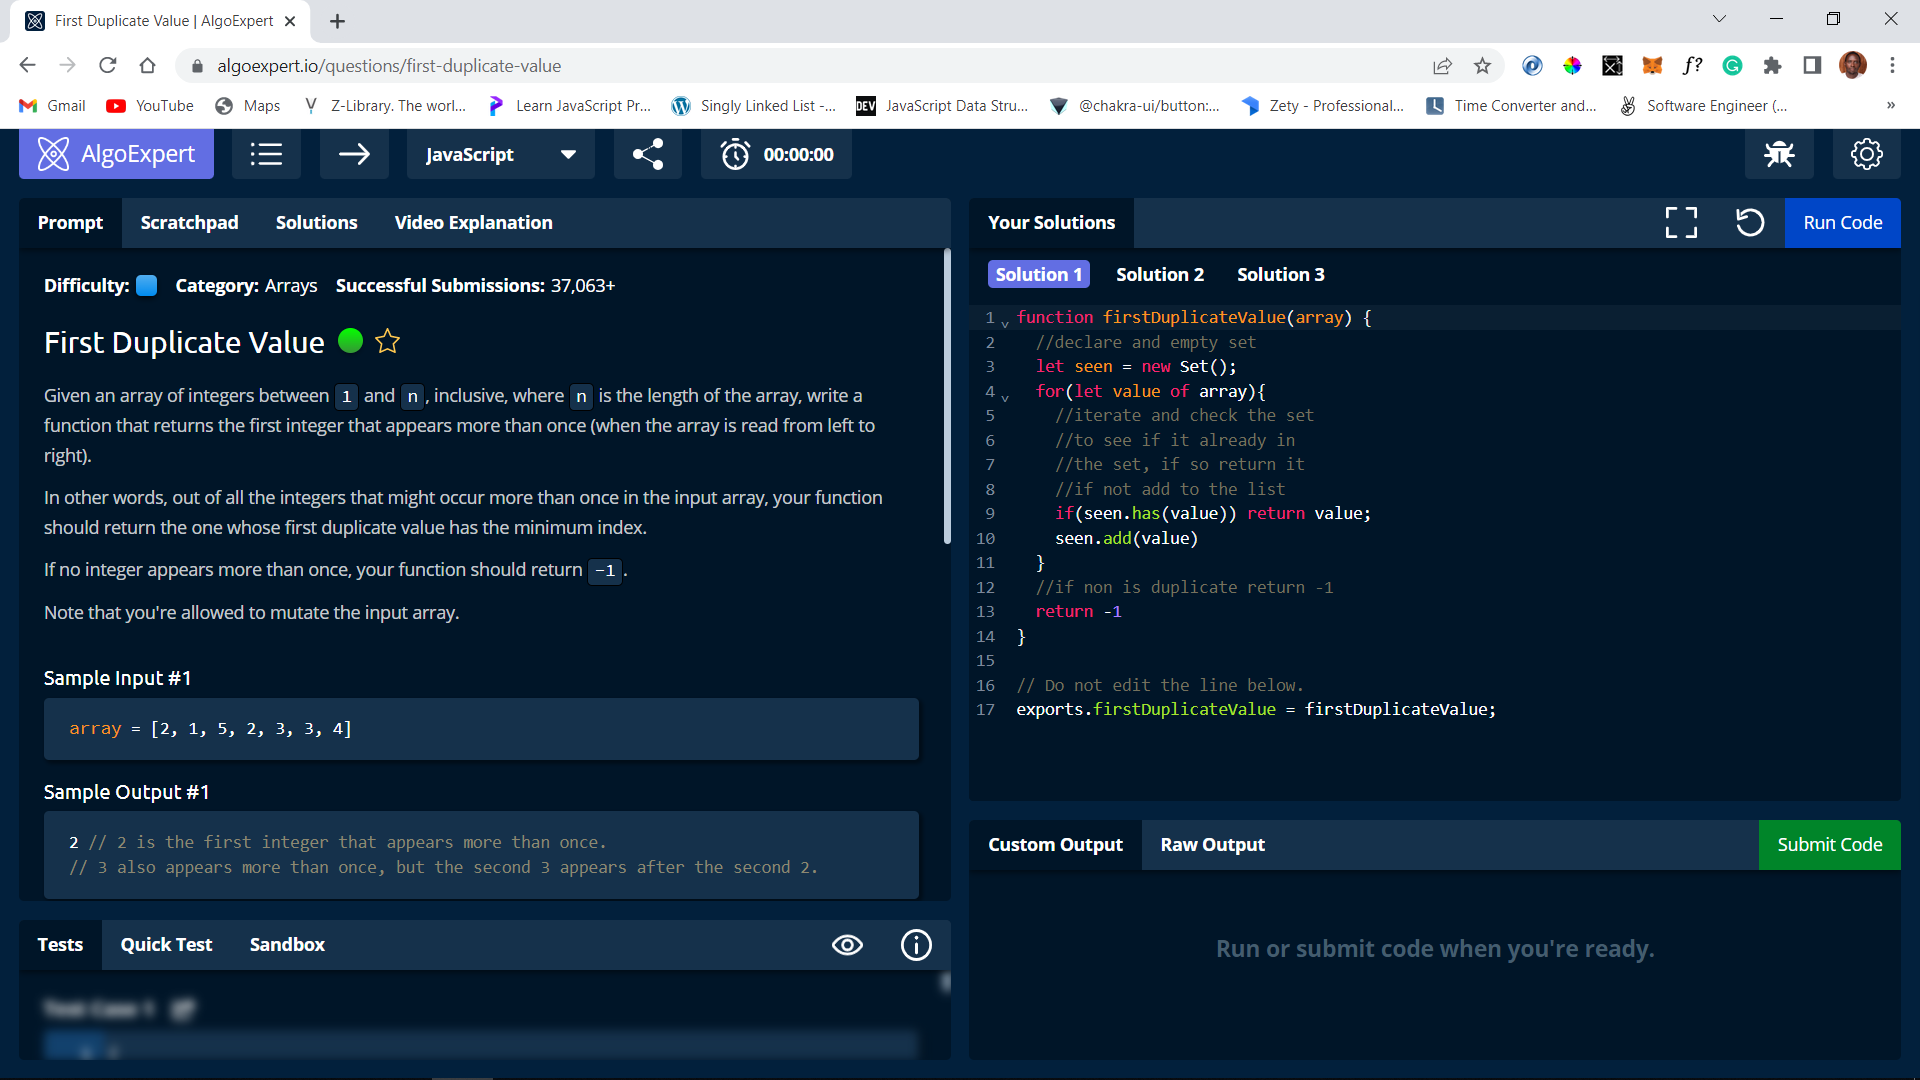 First Duplicate Value | AlgoExpert
algoexpert.io/questions/first-duplicate-value
f?
Gmail YouTube Maps Z-Library. The worl... Learn JavaScript Pr... Singly Linked List -... DEV JavaScript Data Stru... @chakra-ui/button:... Zety - Professional... Time Converter and... Software Engineer (... »
AlgoExpert JavaScript 00:00:00
Prompt Scratchpad Solutions Video Explanation
Difficulty: Category: Arrays Successful Submissions: 37,063+
First Duplicate Value
Given an array of integers between 1 and n, inclusive, where n is the length of the array, write a
function that returns the first integer that appears more than once (when the array is read from left to
right).
In other words, out of all the integers that might occur more than once in the input array, your function
should return the one whose first duplicate value has the minimum index.
If no integer appears more than once, your function should return -1.
Note that you're allowed to mutate the input array.
Sample Input #1
array = [2, 1, 5, 2, 3, 3, 4]
Sample Output #1
2 // 2 is the first integer that appears more than once.
// 3 also appears more than once, but the second 3 appears after the second 2.
Tests Quick Test Sandbox
Test Case 1
Your Solutions Run Code
Solution 1 Solution 2 Solution 3
1 function firstDuplicateValue(array) {
2 //declare and empty set
3 let seen = new Set();
4 for(let value of array){
5 //iterate and check the set
6 //to see if it already in
7 //the set, if so return it
8 //if not add to the list
9 if(seen.has(value)) return value;
10 seen.add(value)
11 }
12 //if non is duplicate return -1
13 return -1
14 }
15
16 // Do not edit the line below.
17 exports.firstDuplicateValue = firstDuplicateValue;
Custom Output Raw Output Submit Code
Run or submit code when you're ready.